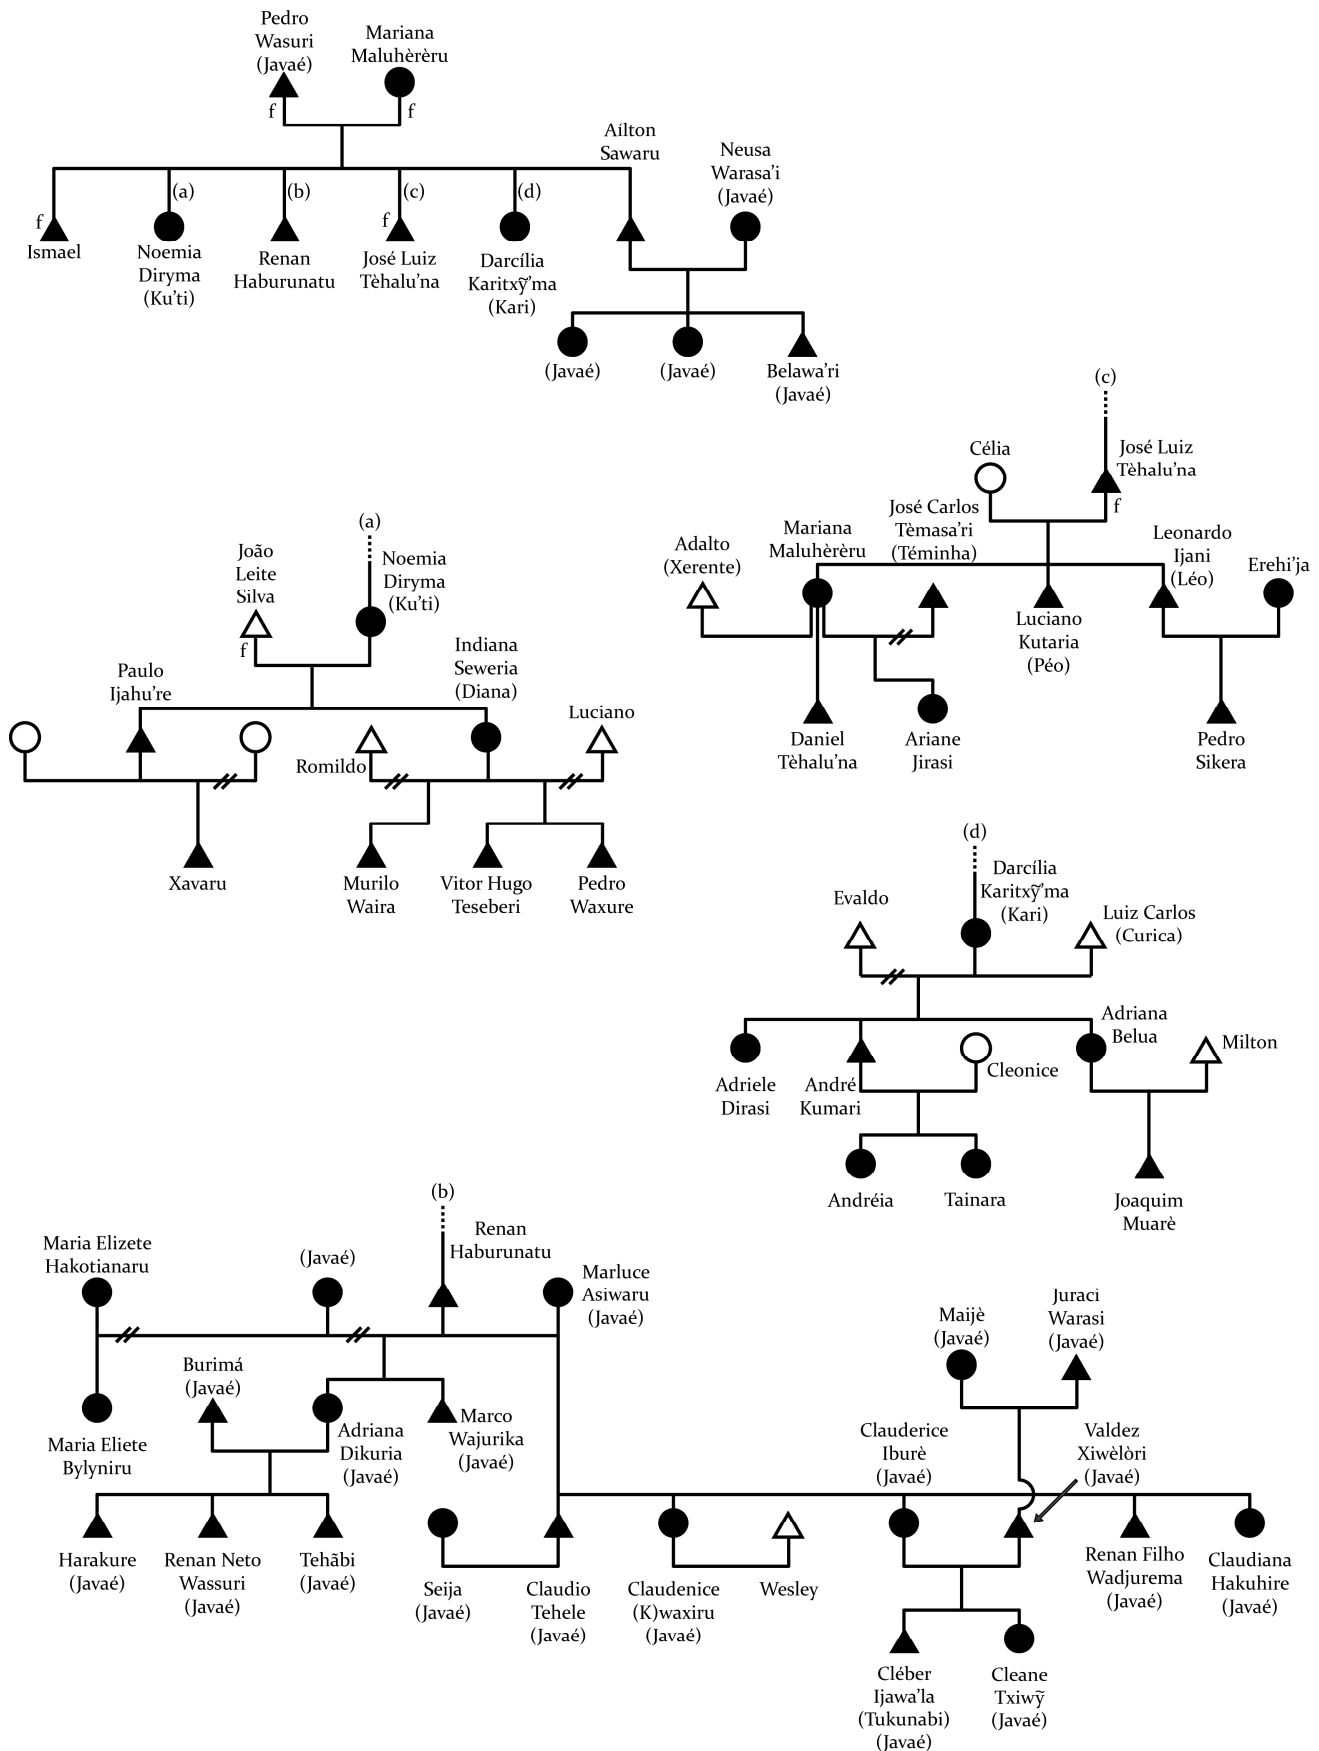 Pedro
Wasuri
(Javaé)
Mariana
Maluhèrèru
f
f
Aílton
Sawaru
Neusa
Warasa'i
(Javaé)
(a)
(b)
(c)
(d)
f
f
Ismael
Noemia
Diryma
(Ku'ti)
Renan
Haburunatu
José Luiz
Tèhalu'na
Darcília
Karitxỹ'ma
(Kari)
(Javaé)
(Javaé)
Belawa'ri
(Javaé)
(c)
Célia
José Luiz
Tèhalu'na
f
Adalto
(Xerente)
Mariana
Maluhèrèru
José Carlos
Tèmasa'ri
(Téminha)
Leonardo
Ijani
(Léo)
Erehi'ja
Luciano
Kutaria
(Péo)
Daniel
Tèhalu'na
Ariane
Jirasi
Pedro
Sikera
(a)
João
Leite
Silva
Noemia
Diryma
(Ku'ti)
f
Paulo
Ijahu're
Indiana
Seweria
(Diana)
Luciano
Romildo
Xavaru
Murilo
Waira
Vitor Hugo
Teseberi
Pedro
Waxure
(d)
Evaldo
Darcília
Karitxỹ'ma
(Kari)
Luiz Carlos
(Curica)
Adriana
Belua
Milton
Cleonice
Adriele
Dirasi
André
Kumari
Andréia
Tainara
Joaquim
Muarè
(b)
Maria Elizete
Hakotianaru
(Javaé)
Renan
Haburunatu
Marluce
Asiwaru
(Javaé)
Maijè
(Javaé)
Juraci
Warasi
(Javaé)
Burimá
(Javaé)
Maria Eliete
Bylyniru
Adriana
Dikuria
(Javaé)
Marco
Wajurika
(Javaé)
Clauderice
Iburè
(Javaé)
Valdez
Xiwèlòri
(Javaé)
Harakure
(Javaé)
Renan Neto
Wassuri
(Javaé)
Tehãbi
(Javaé)
Seija
(Javaé)
Claudio
Tehele
(Javaé)
Claudenice
(K)waxiru
(Javaé)
Wesley
Renan Filho
Wadjurema
(Javaé)
Claudiana
Hakuhire
(Javaé)
Cléber
Ijawa'la
(Tukunabi)
(Javaé)
Cleane
Txiwỹ
(Javaé)